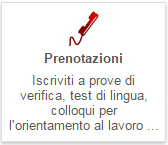 Prenotazioni
Iscriviti a prove di
verifica, test di lingua,
colloqui per
l'orientamento al lavoro ...